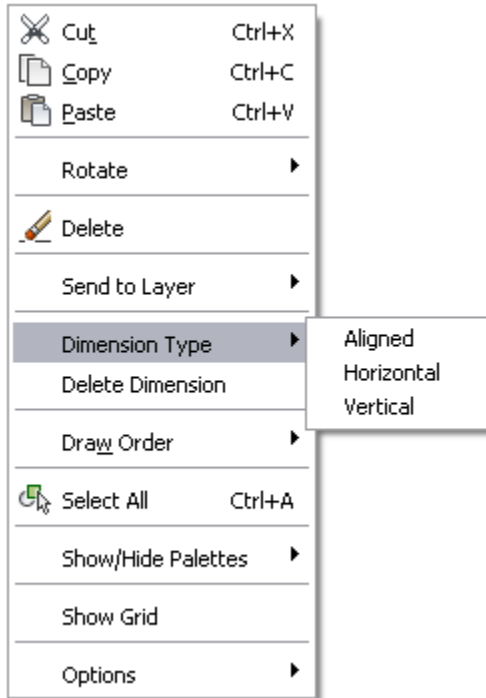 Cut Ctrl+X
Copy Ctrl+C
Paste Ctrl+V
Rotate
Delete
Send to Layer
Dimension Type
Aligned
Horizontal
Vertical
Delete Dimension
Draw Order
Select All Ctrl+A
Show/Hide Palettes
Show Grid
Options